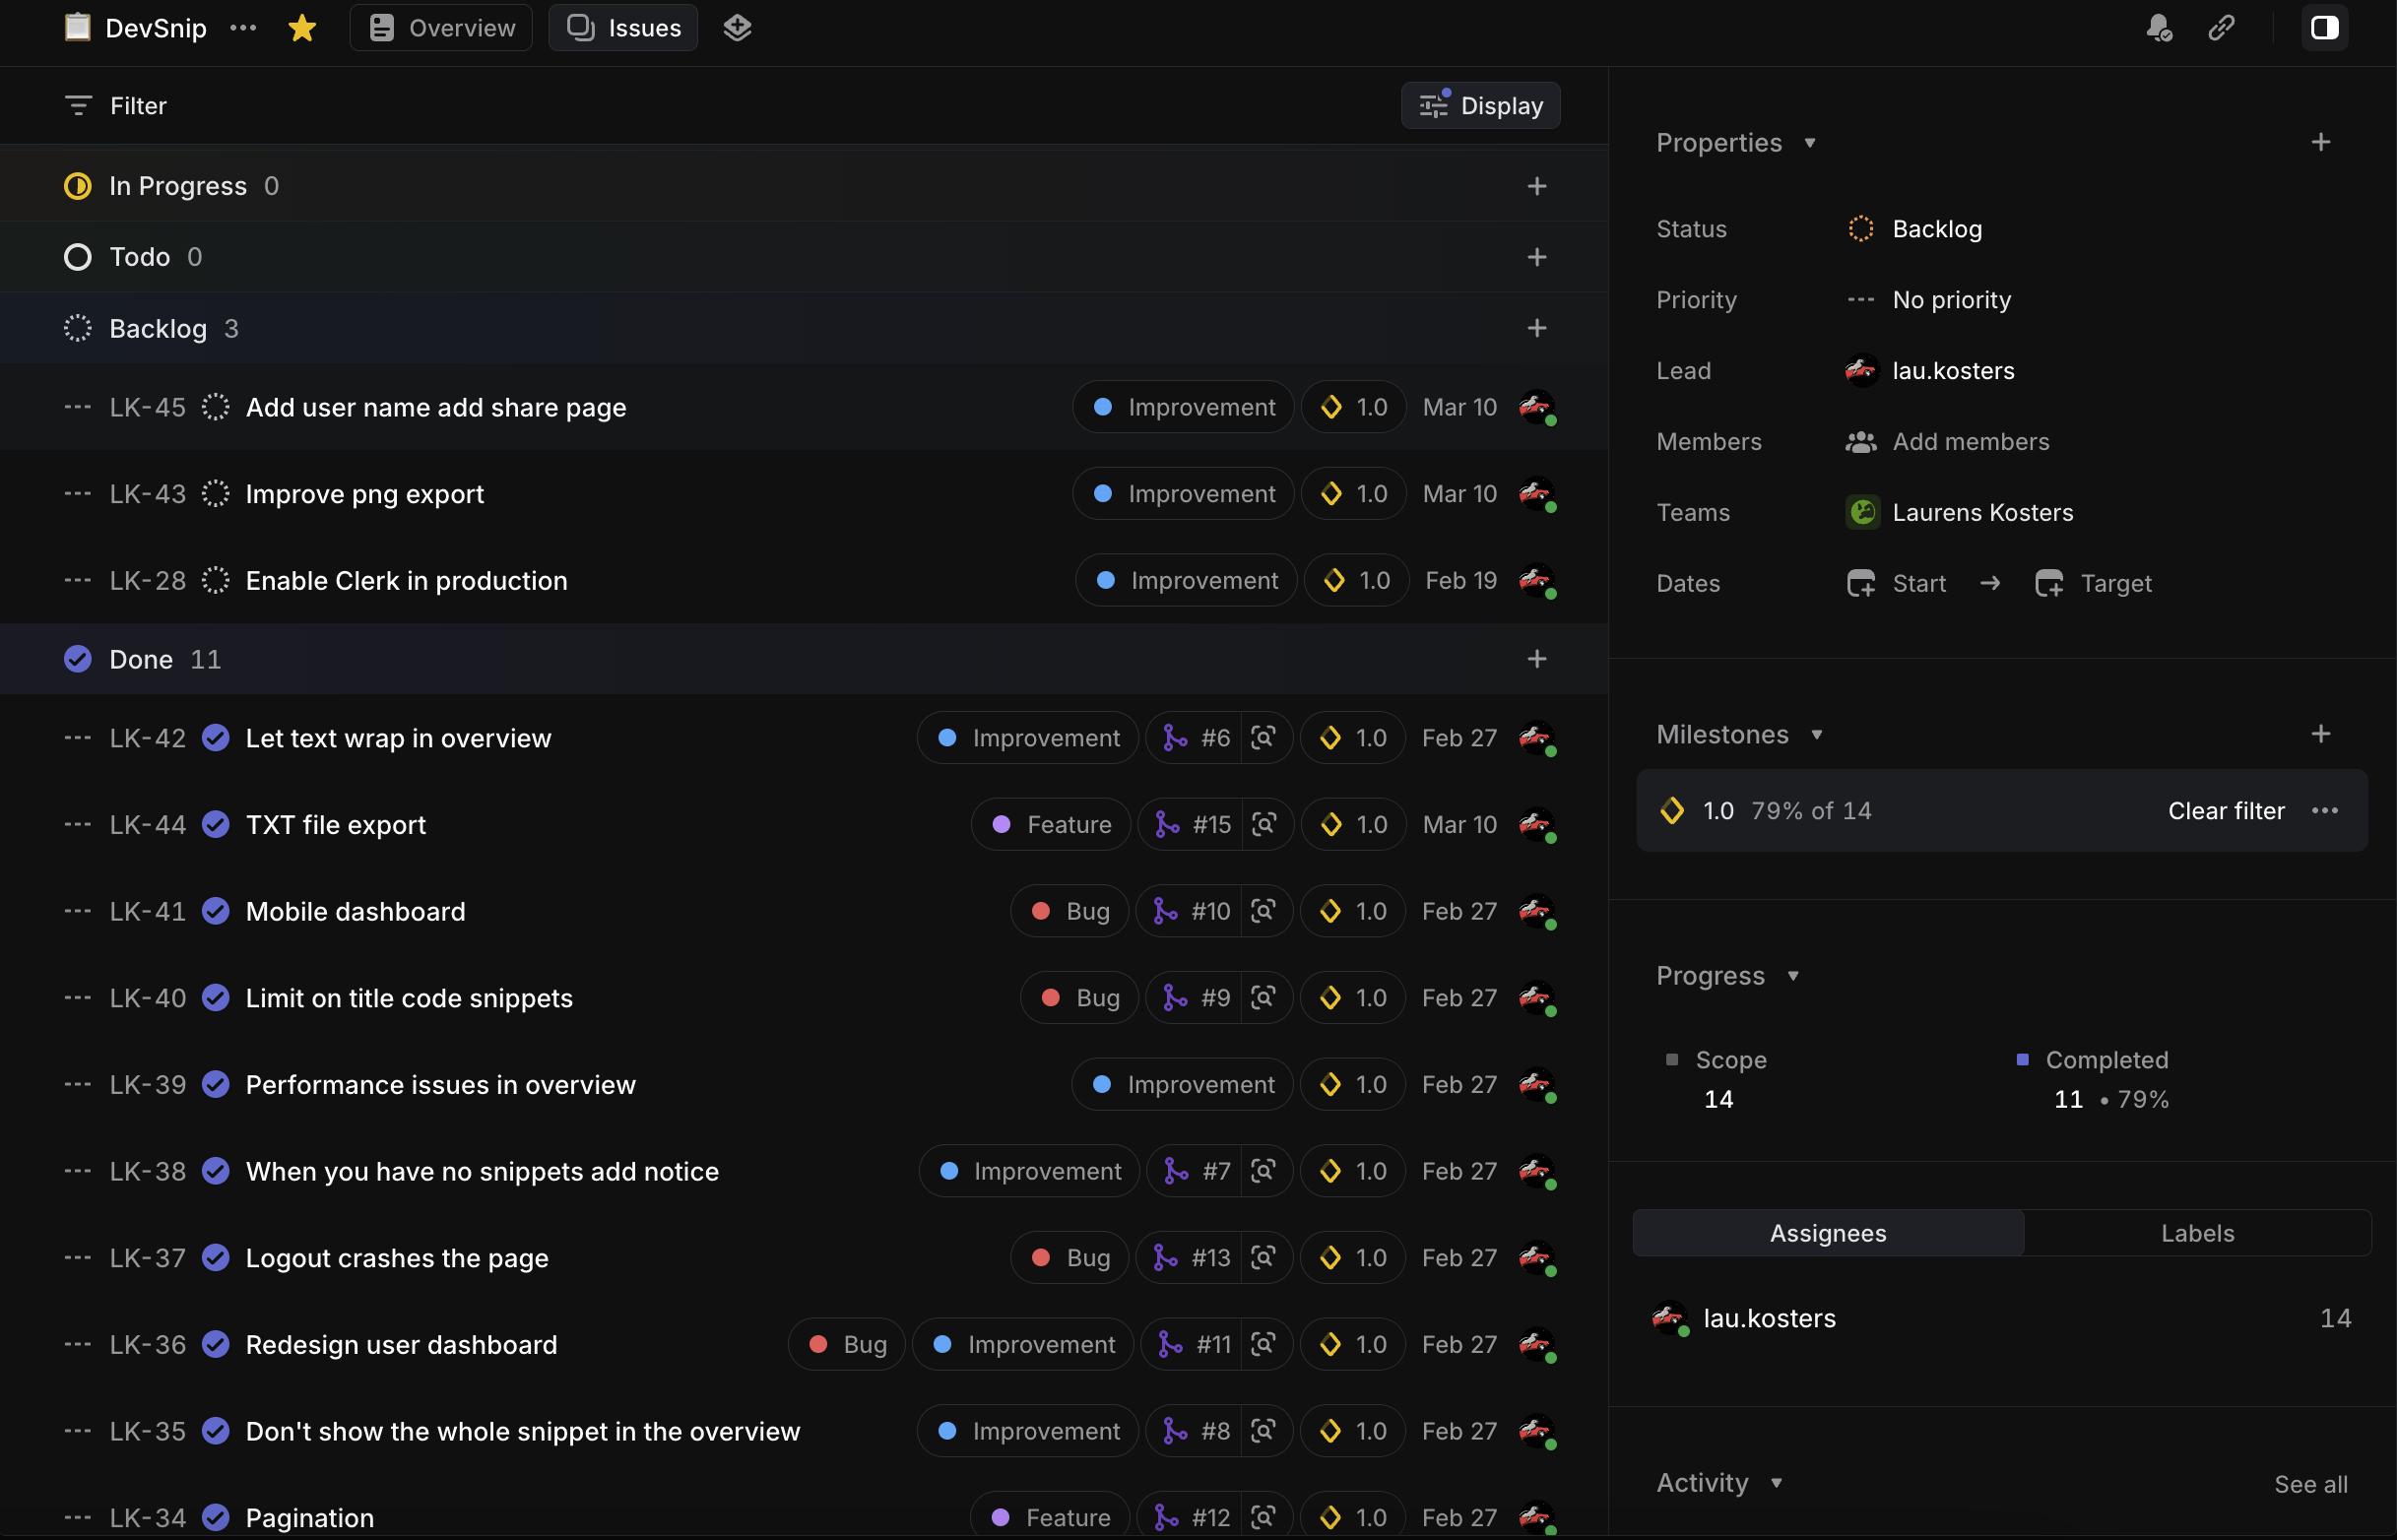 DevSnip
Overview
Issues
Filter
Display
In Progress 0
Todo 0
Backlog 3
LK-45 Add user name add share page Improvement 1.0 Mar 10
LK-43 Improve png export Improvement 1.0 Mar 10
LK-28 Enable Clerk in production Improvement 1.0 Feb 19
Done 11
LK-42 Let text wrap in overview Improvement #6 1.0 Feb 27
LK-44 TXT file export Feature #15 1.0 Mar 10
LK-41 Mobile dashboard Bug #10 1.0 Feb 27
LK-40 Limit on title code snippets Bug #9 1.0 Feb 27
LK-39 Performance issues in overview Improvement 1.0 Feb 27
LK-38 When you have no snippets add notice Improvement #7 1.0 Feb 27
LK-37 Logout crashes the page Bug #13 1.0 Feb 27
LK-36 Redesign user dashboard Bug Improvement #11 1.0 Feb 27
LK-35 Don't show the whole snippet in the overview Improvement #8 1.0 Feb 27
LK-34 Pagination Feature #12 1.0 Feb 27
Properties
Status Backlog
Priority No priority
Lead lau.kosters
Members Add members
Teams Laurens Kosters
Dates Start → Target
Milestones
1.0 79% of 14 Clear filter
Progress
Scope Completed
14 11 • 79%
Assignees Labels
lau.kosters 14
Activity See all